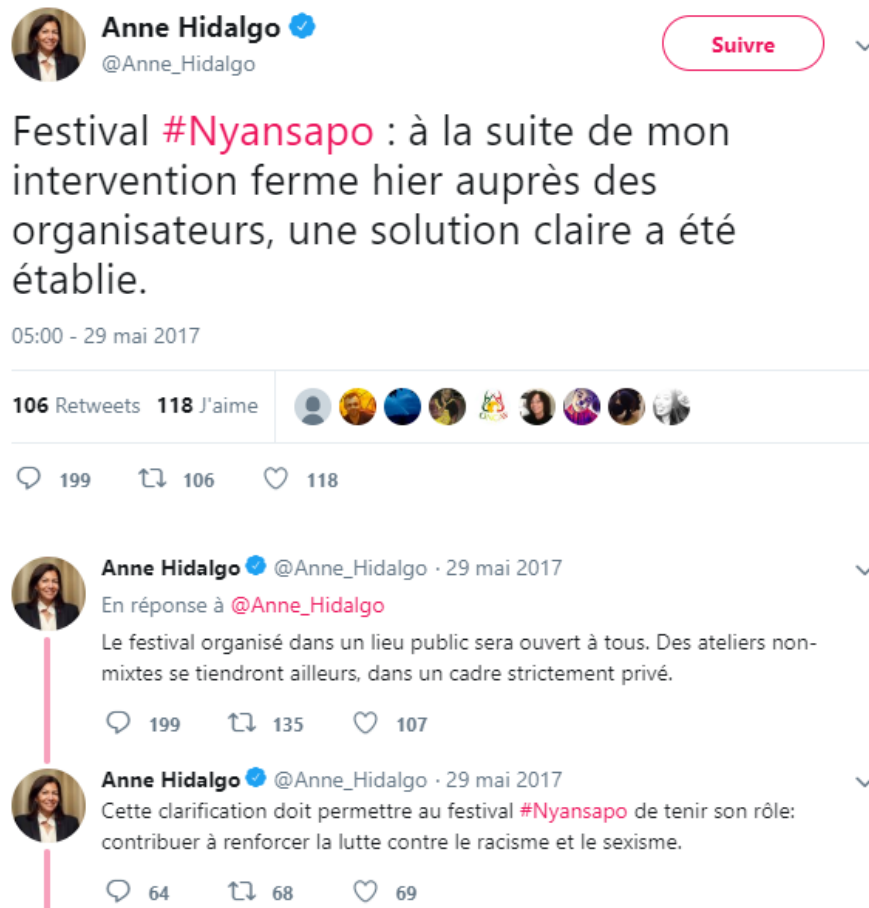 Anne Hidalgo
@Anne_Hidalgo
Suivre
Festival #Nyansapo : à la suite de mon
intervention ferme hier auprès des
organisateurs, une solution claire a été
établie.
05:00 - 29 mai 2017
106 Retweets 118 J'aime
199 106 118
Anne Hidalgo @Anne_Hidalgo · 29 mai 2017
En réponse à @Anne_Hidalgo
Le festival organisé dans un lieu public sera ouvert à tous. Des ateliers non-
mixtes se tiendront ailleurs, dans un cadre strictement privé.
199 135 107
Anne Hidalgo @Anne_Hidalgo · 29 mai 2017
Cette clarification doit permettre au festival #Nyansapo de tenir son rôle:
contribuer à renforcer la lutte contre le racisme et le sexisme.
64 68 69